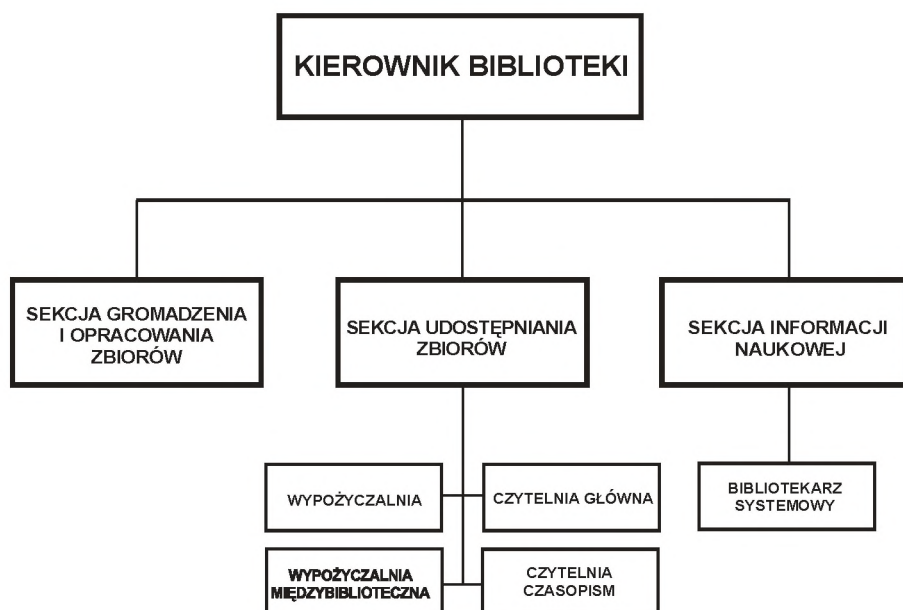 KIEROWNIK BIBLIOTEKI
SEKCJA GROMADZENIA
I OPRACOWANIA
ZBIORÓW
SEKCJA UDOSTĘPNIANIA
ZBIORÓW
SEKCJA INFORMACJI
NAUKOWEJ
WYPOŻYCZALNIA
CZYTELNIA GŁÓWNA
BIBLIOTEKARZ
SYSTEMOWY
WYPOŻYCZALNIA
MIĘDZYBIBLIOTECZNA
CZYTELNIA
CZASOPISM